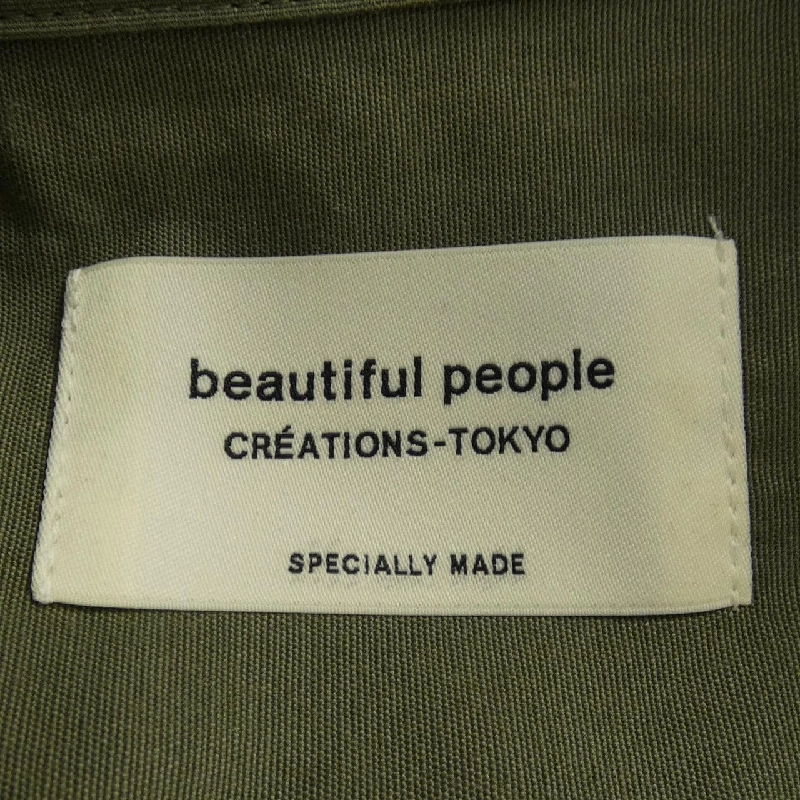 beautiful people
CRÉATIONS-TOKYO
SPECIALLY MADE